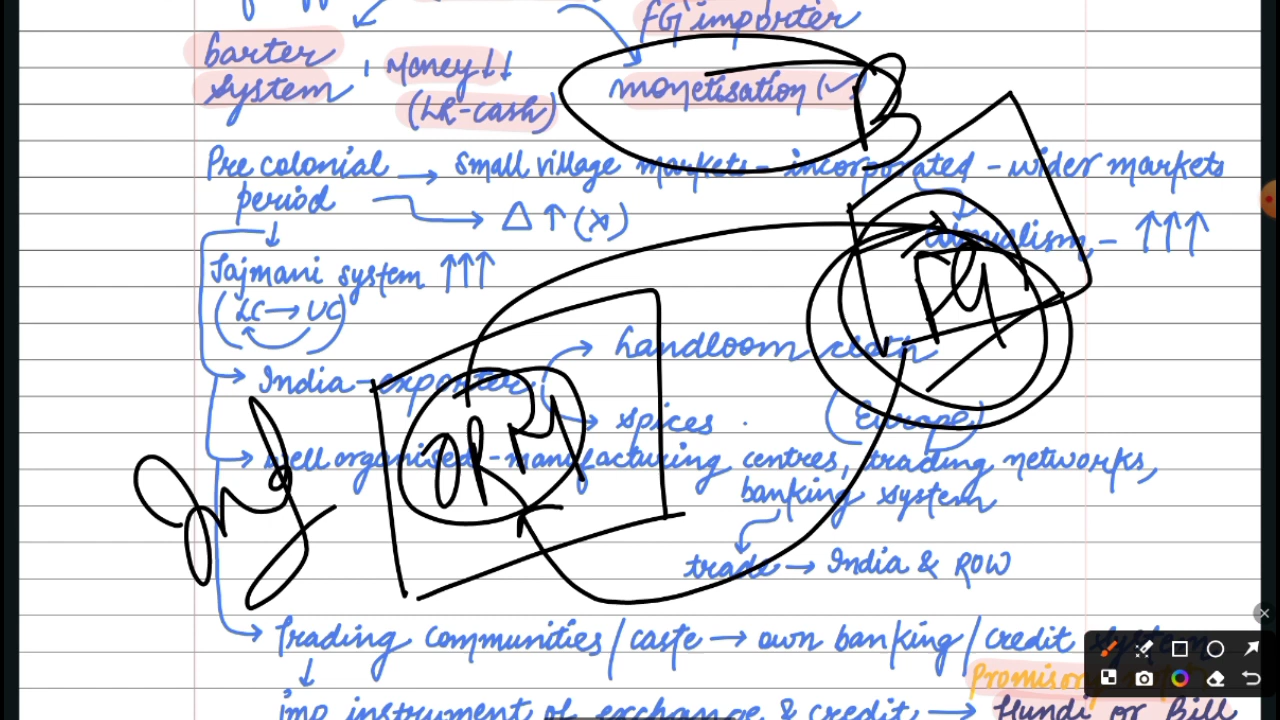 FG importer
barter
system
Money↓↓
(LR-cash)
monetisation (✓)
B
Pre colonial → small village markets - incorporated - wider markets
period → △ ↑ (x)
colonialism - ↑↑↑
Jajmani system ↑↑↑
(LC → UC)
handloom cloth
→ India - exporter
spices
(Europe)
→ well organised - manufacturing centres, trading networks,
banking system
Ind
trade → India & ROW
→ Trading communities/caste → own banking/credit system
imp instrument of exchange & credit → Hundi or Bill